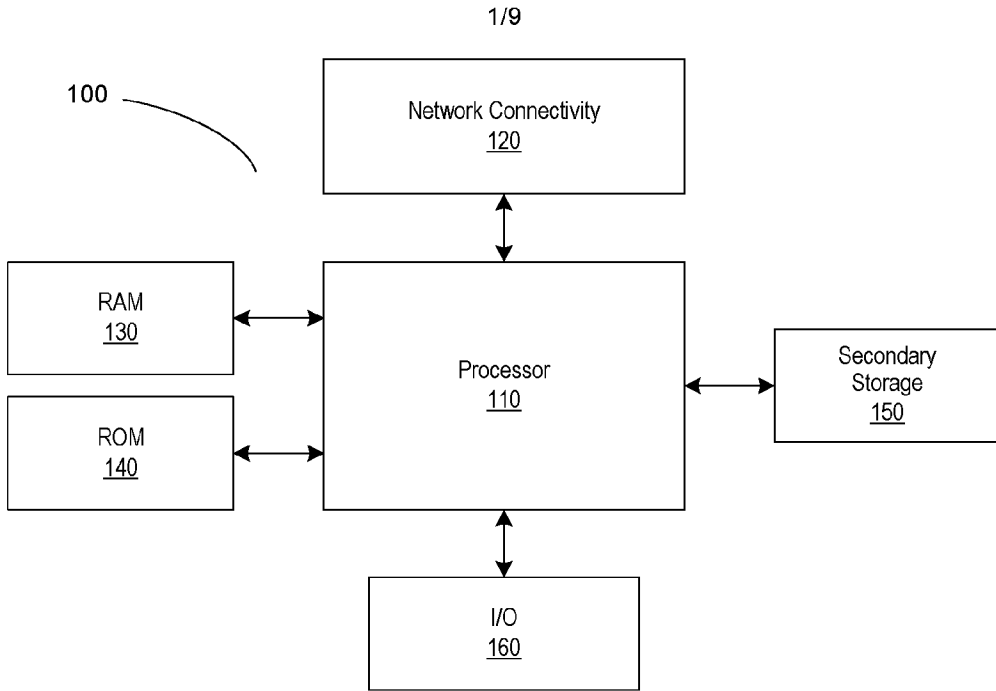 1/9
100
Network Connectivity
120
RAM
130
Processor
110
Secondary
Storage
150
ROM
140
I/O
160